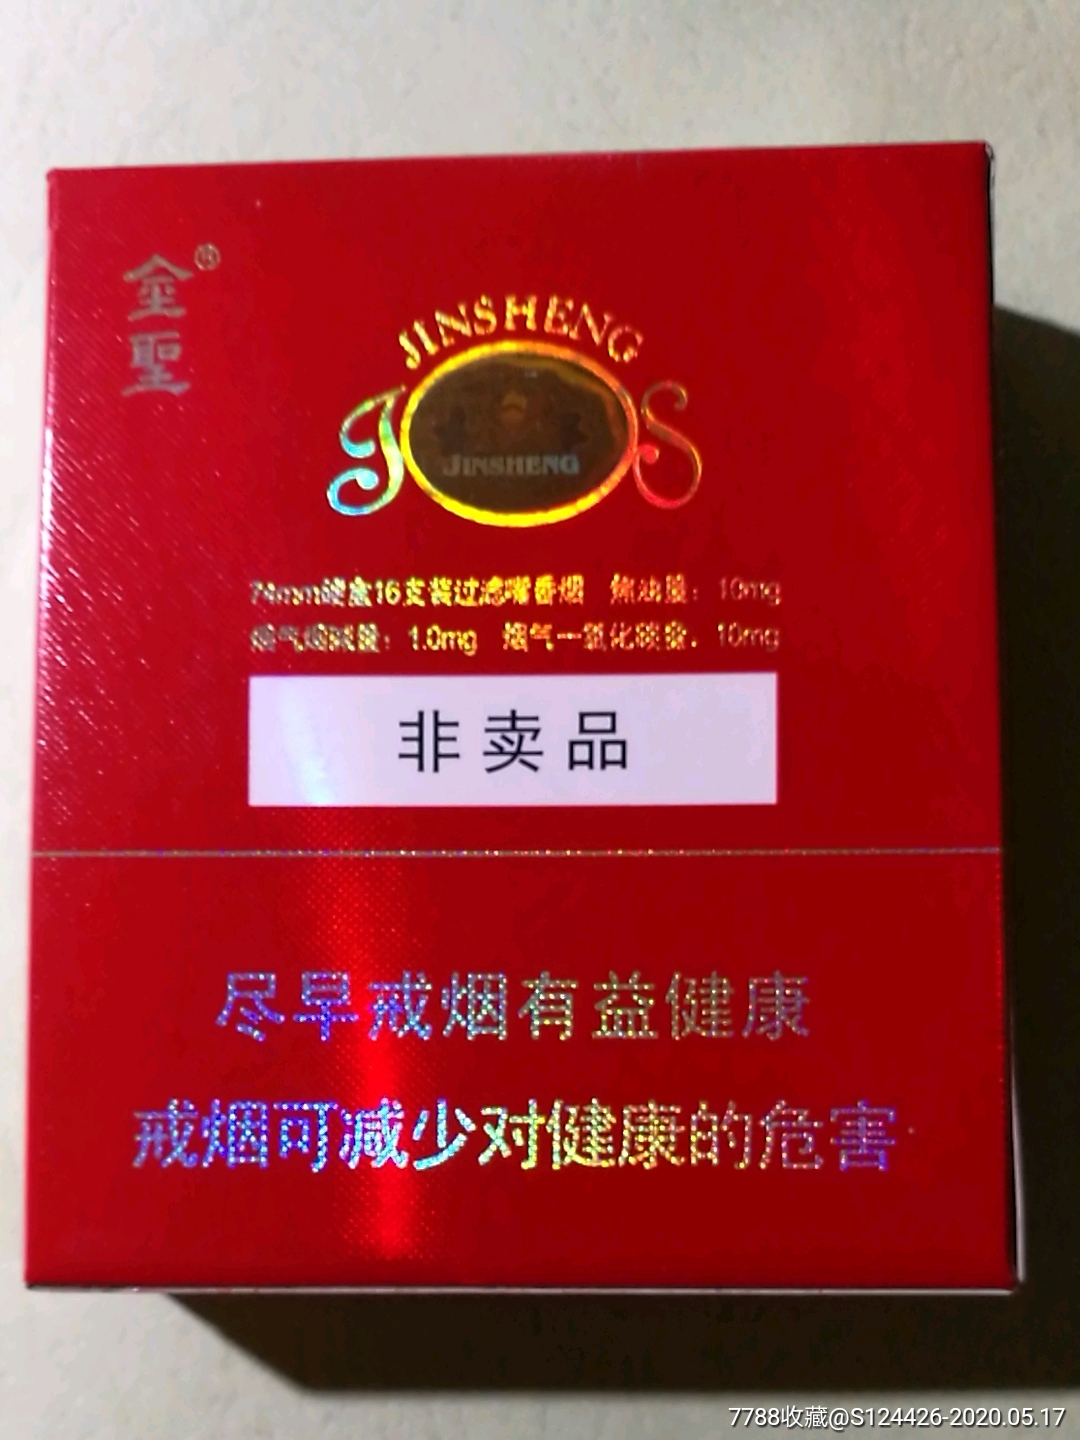 金聖®
JINSHENG
J S
JINSHENG
74mm硬盒16支装过滤嘴香烟 焦油量：10mg
烟气烟碱量：1.0mg 烟气一氧化碳量：10mg
非卖品
尽早戒烟有益健康
戒烟可减少对健康的危害
7788收藏@S124426-2020.05.17